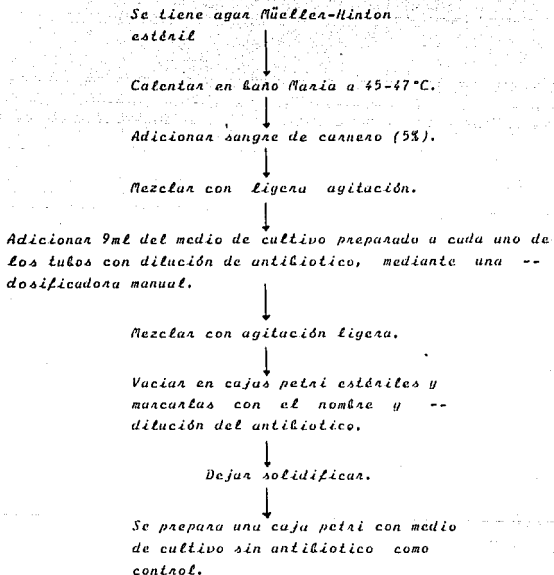 Se tiene agar Müeller-Hinton
estéril
Calentar en Baño María a 45-47°C.
Adicionar sangre de carnero (5%).
Mezclar con ligera agitación.
Adicionar 9ml del medio de cultivo preparado a cada uno de
los tubos con dilución de antibiotico, mediante una --
dosificadora manual.
Mezclar con agitación ligera.
Vaciar en cajas petri estériles y
marcarlas con el nombre y --
dilución del antibiotico.
Dejar solidificar.
Se prepara una caja petri con medio
de cultivo sin antibiotico como
control.